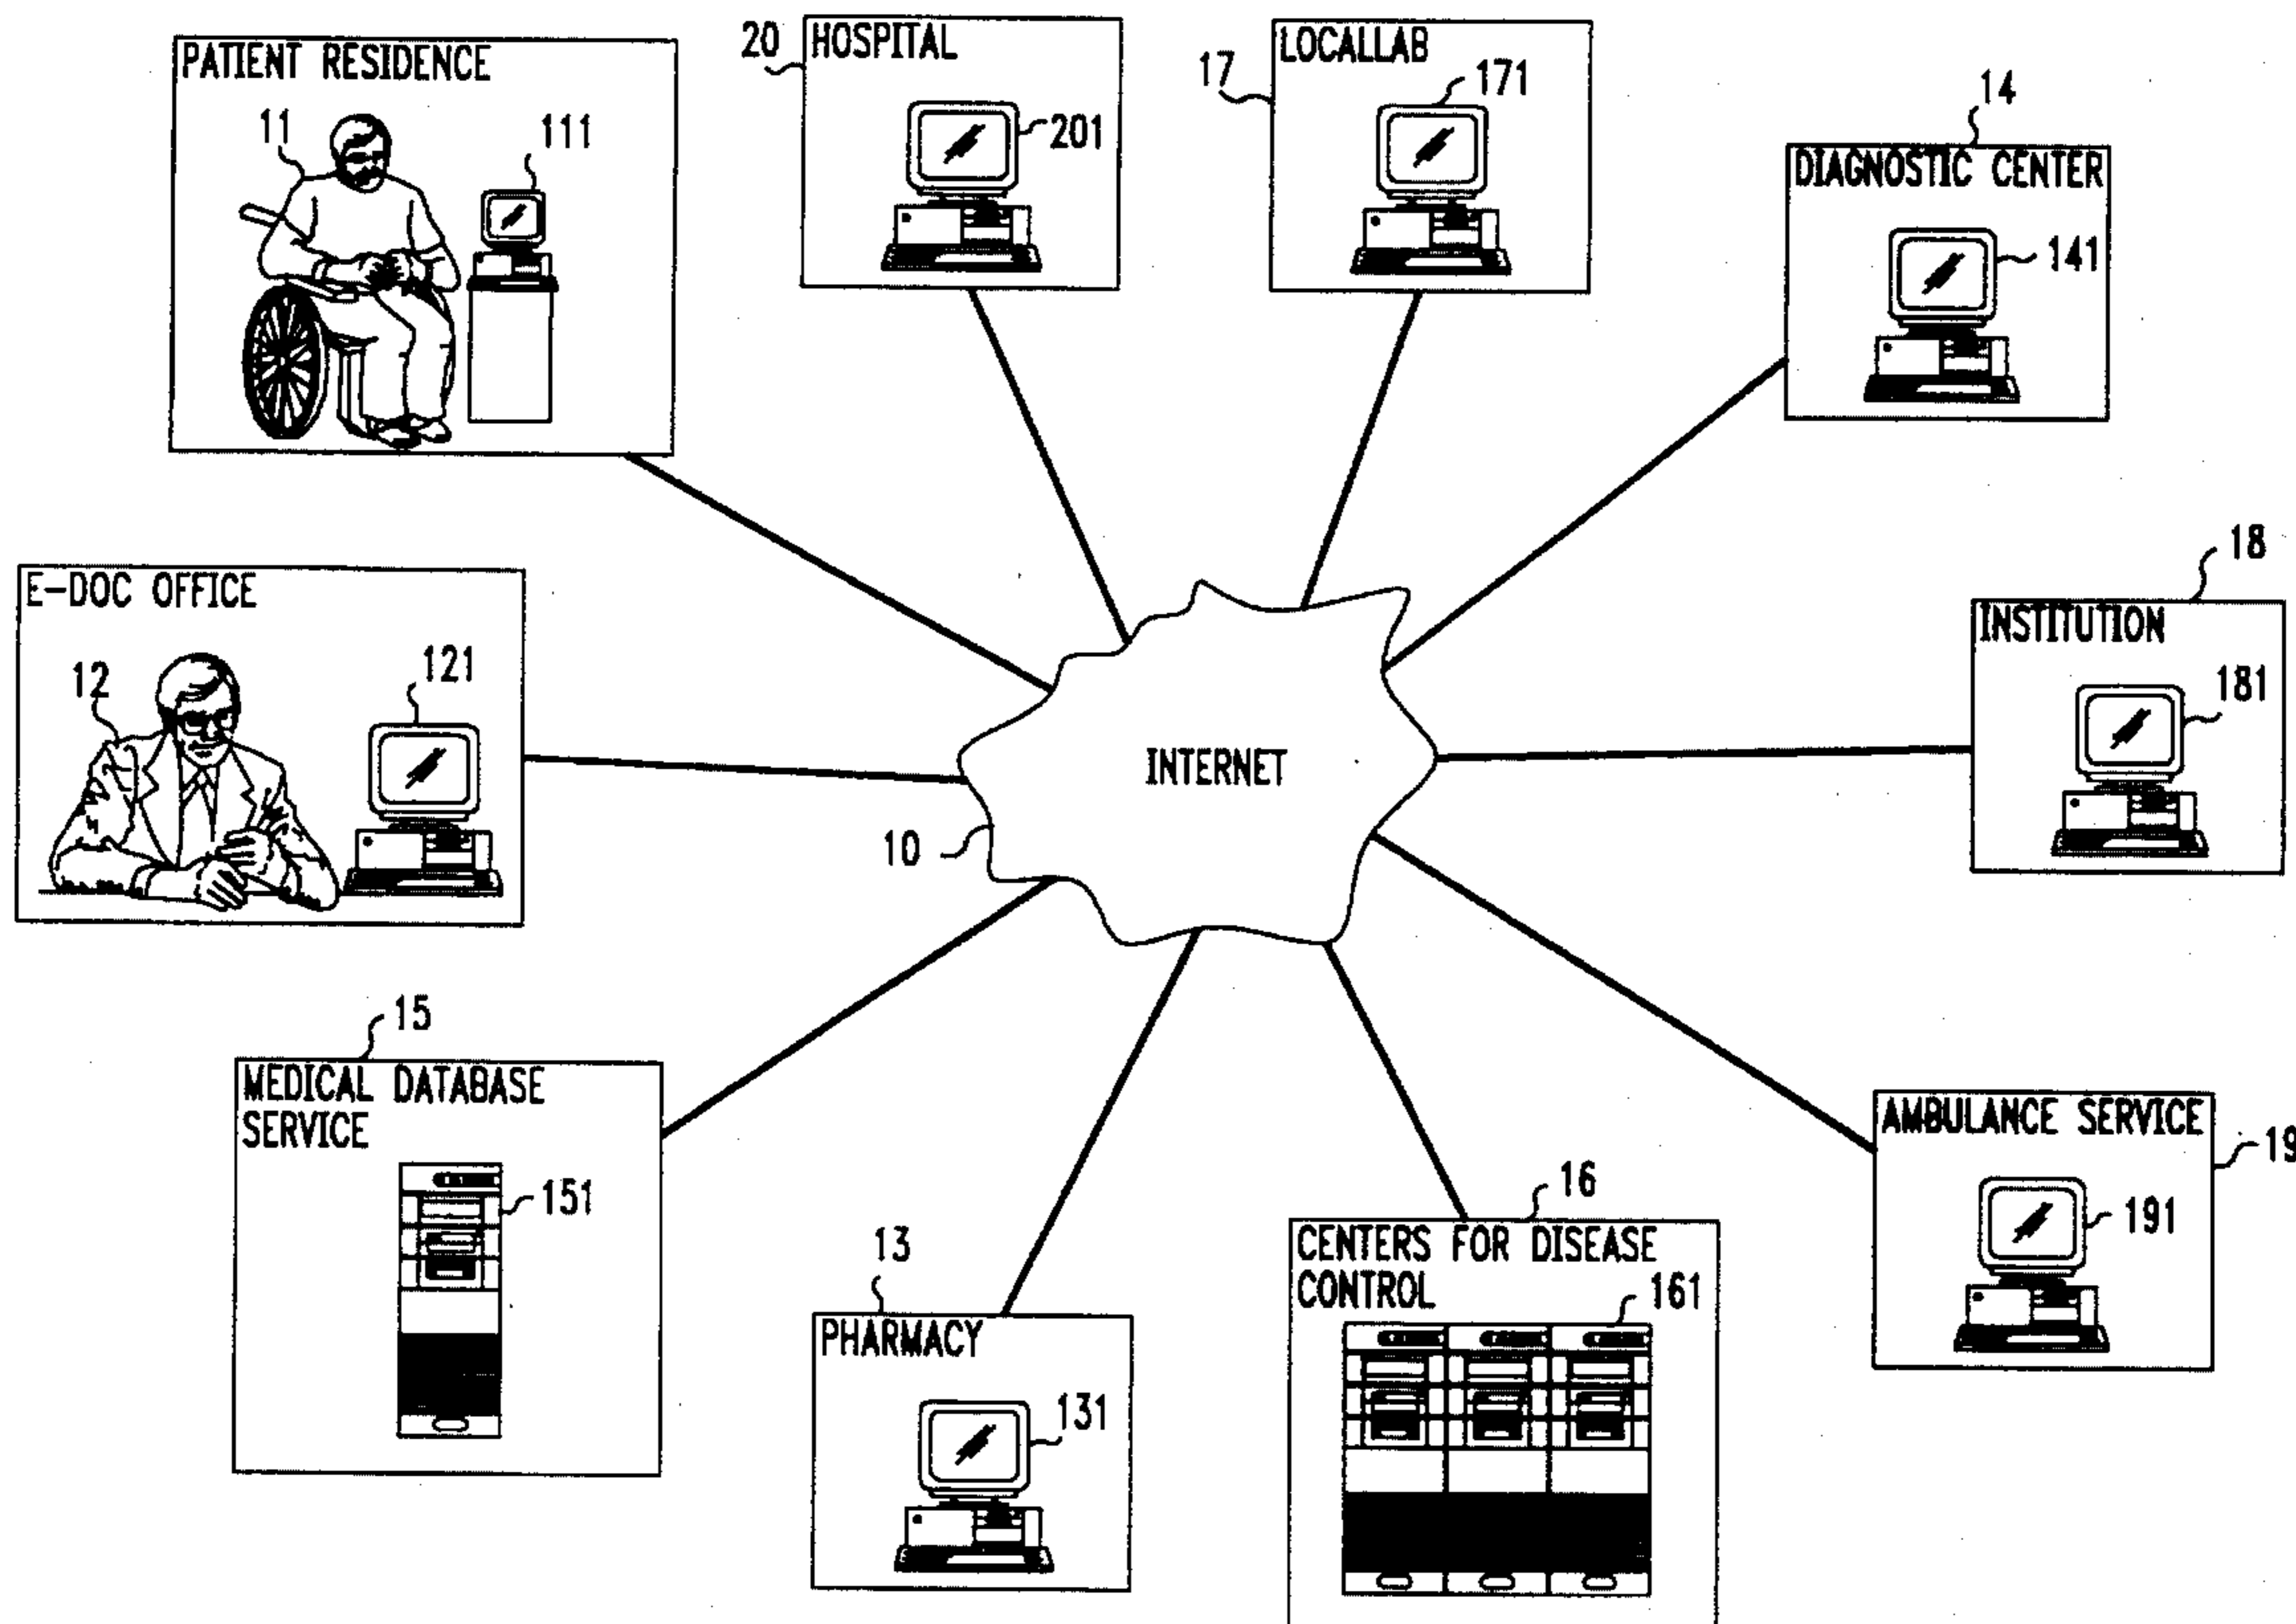 PATIENT RESIDENCE
11
111
20
HOSPITAL
201
17
LOCALLAB
171
14
DIAGNOSTIC CENTER
141
E-DOC OFFICE
12
121
INTERNET
10
18
INSTITUTION
181
15
MEDICAL DATABASE
SERVICE
151
13
PHARMACY
131
16
CENTERS FOR DISEASE
CONTROL
161
AMBULANCE SERVICE
19
191